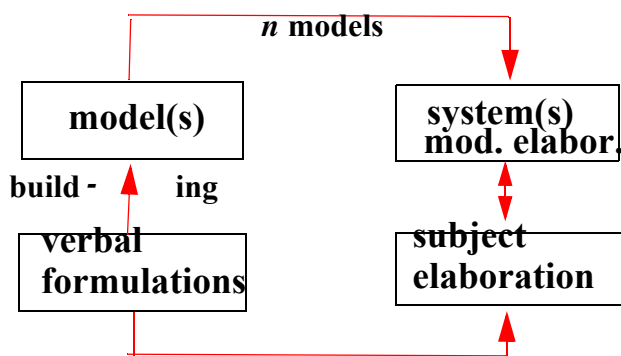 n models
model(s)
system(s)
mod. elabor.
build - ing
verbal
formulations
subject
elaboration